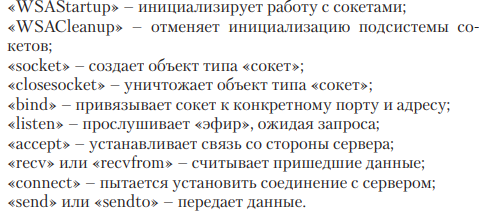 «WSAStartup» – инициализирует работу с сокетами;
«WSACleanup» – отменяет инициализацию подсистемы со-
кетов;
«socket» – создает объект типа «сокет»;
«closesocket» – уничтожает объект типа «сокет»;
«bind» – привязывает сокет к конкретному порту и адресу;
«listen» – прослушивает «эфир», ожидая запроса;
«accept» – устанавливает связь со стороны сервера;
«recv» или «recvfrom» – считывает пришедшие данные;
«connect» – пытается установить соединение с сервером;
«send» или «sendto» – передает данные.